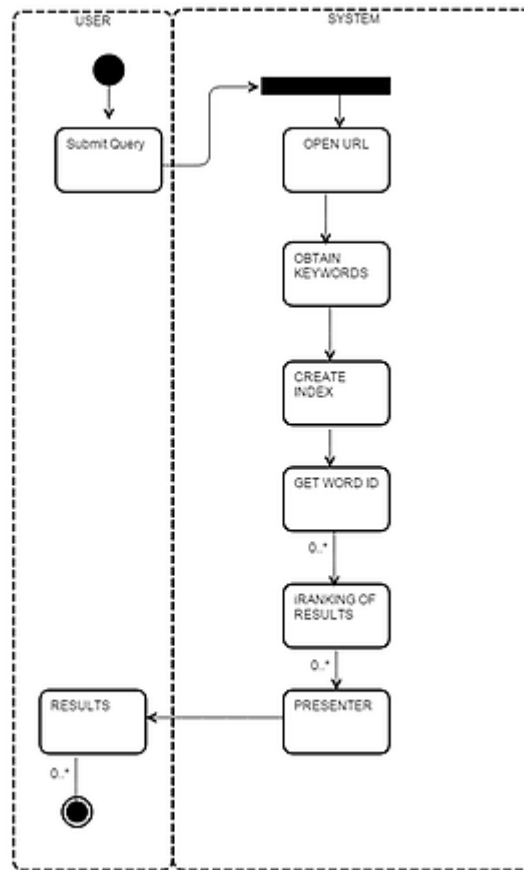 USER
SYSTEM
Submit Query
OPEN URL
OBTAIN
KEYWORDS
CREATE
INDEX
GET WORD ID
0..*
iRANKING OF
RESULTS
0..*
RESULTS
PRESENTER
0..*